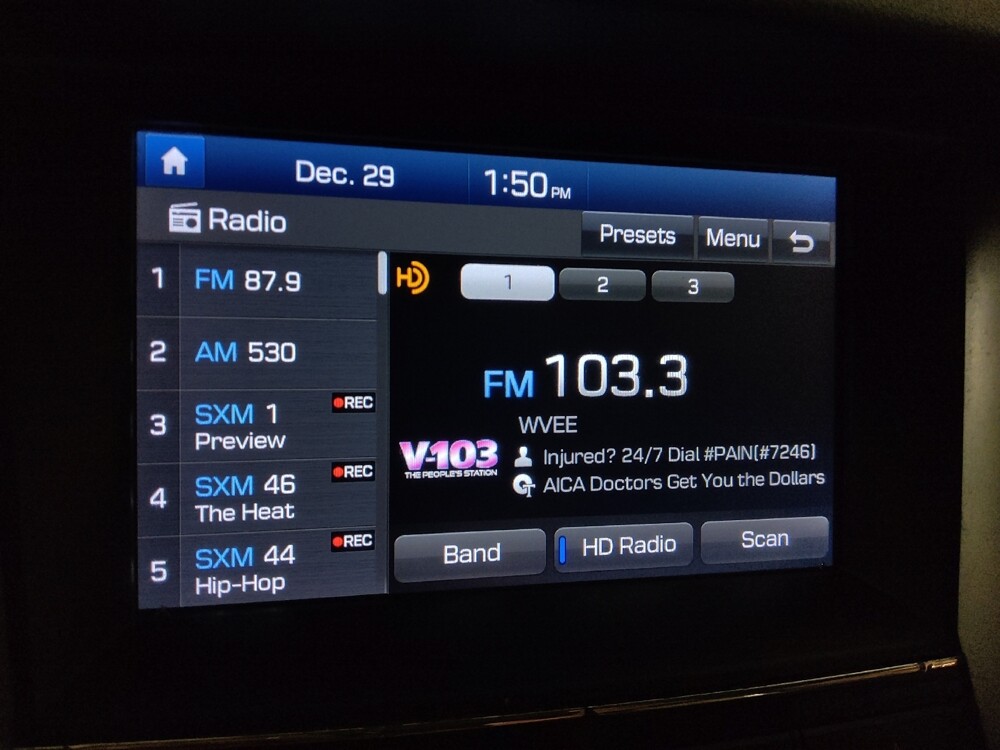 Dec. 29 1:50 PM
Radio Presets Menu
1 FM 87.9
2 AM 530
3 SXM 1 REC
Preview
4 SXM 46 REC
The Heat
5 SXM 44 REC
Hip-Hop
HD 1 2 3
FM 103.3
WVEE
V-103
THE PEOPLE'S STATION
Injured? 24/7 Dial #PAIN(#7246)
AICA Doctors Get You the Dollars
Band HD Radio Scan